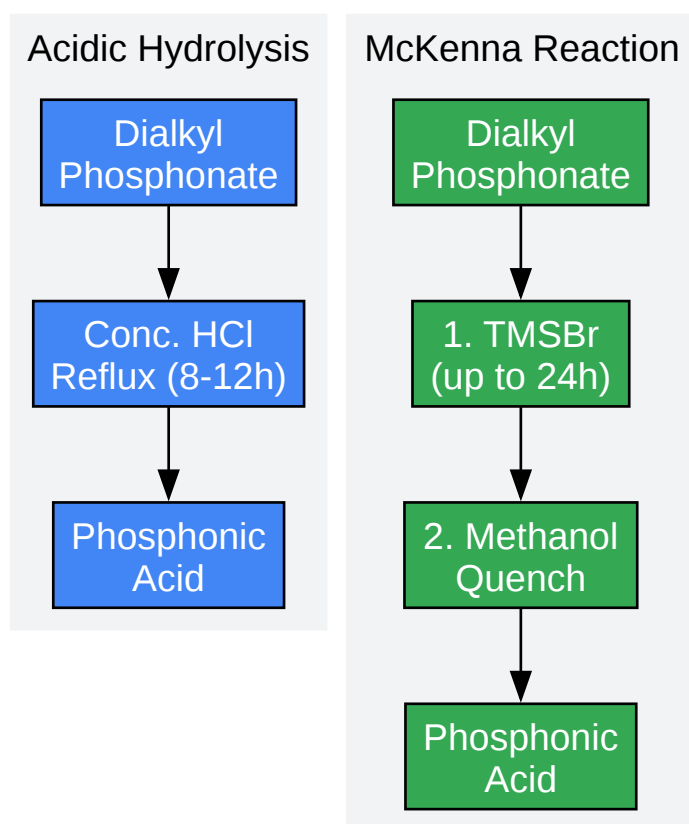 Acidic Hydrolysis
Dialkyl
Phosphonate
Conc. HCl
Reflux (8-12h)
Phosphonic
Acid
McKenna Reaction
Dialkyl
Phosphonate
1. TMSBr
(up to 24h)
2. Methanol
Quench
Phosphonic
Acid